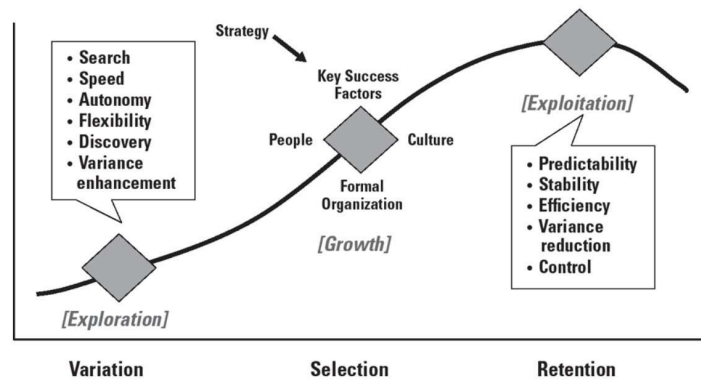 • Search
• Speed
• Autonomy
• Flexibility
• Discovery
• Variance
enhancement
Strategy
Key Success
Factors
People
Culture
Formal
Organization
[Growth]
[Exploration]
[Exploitation]
• Predictability
• Stability
• Efficiency
• Variance
reduction
• Control
Variation
Selection
Retention